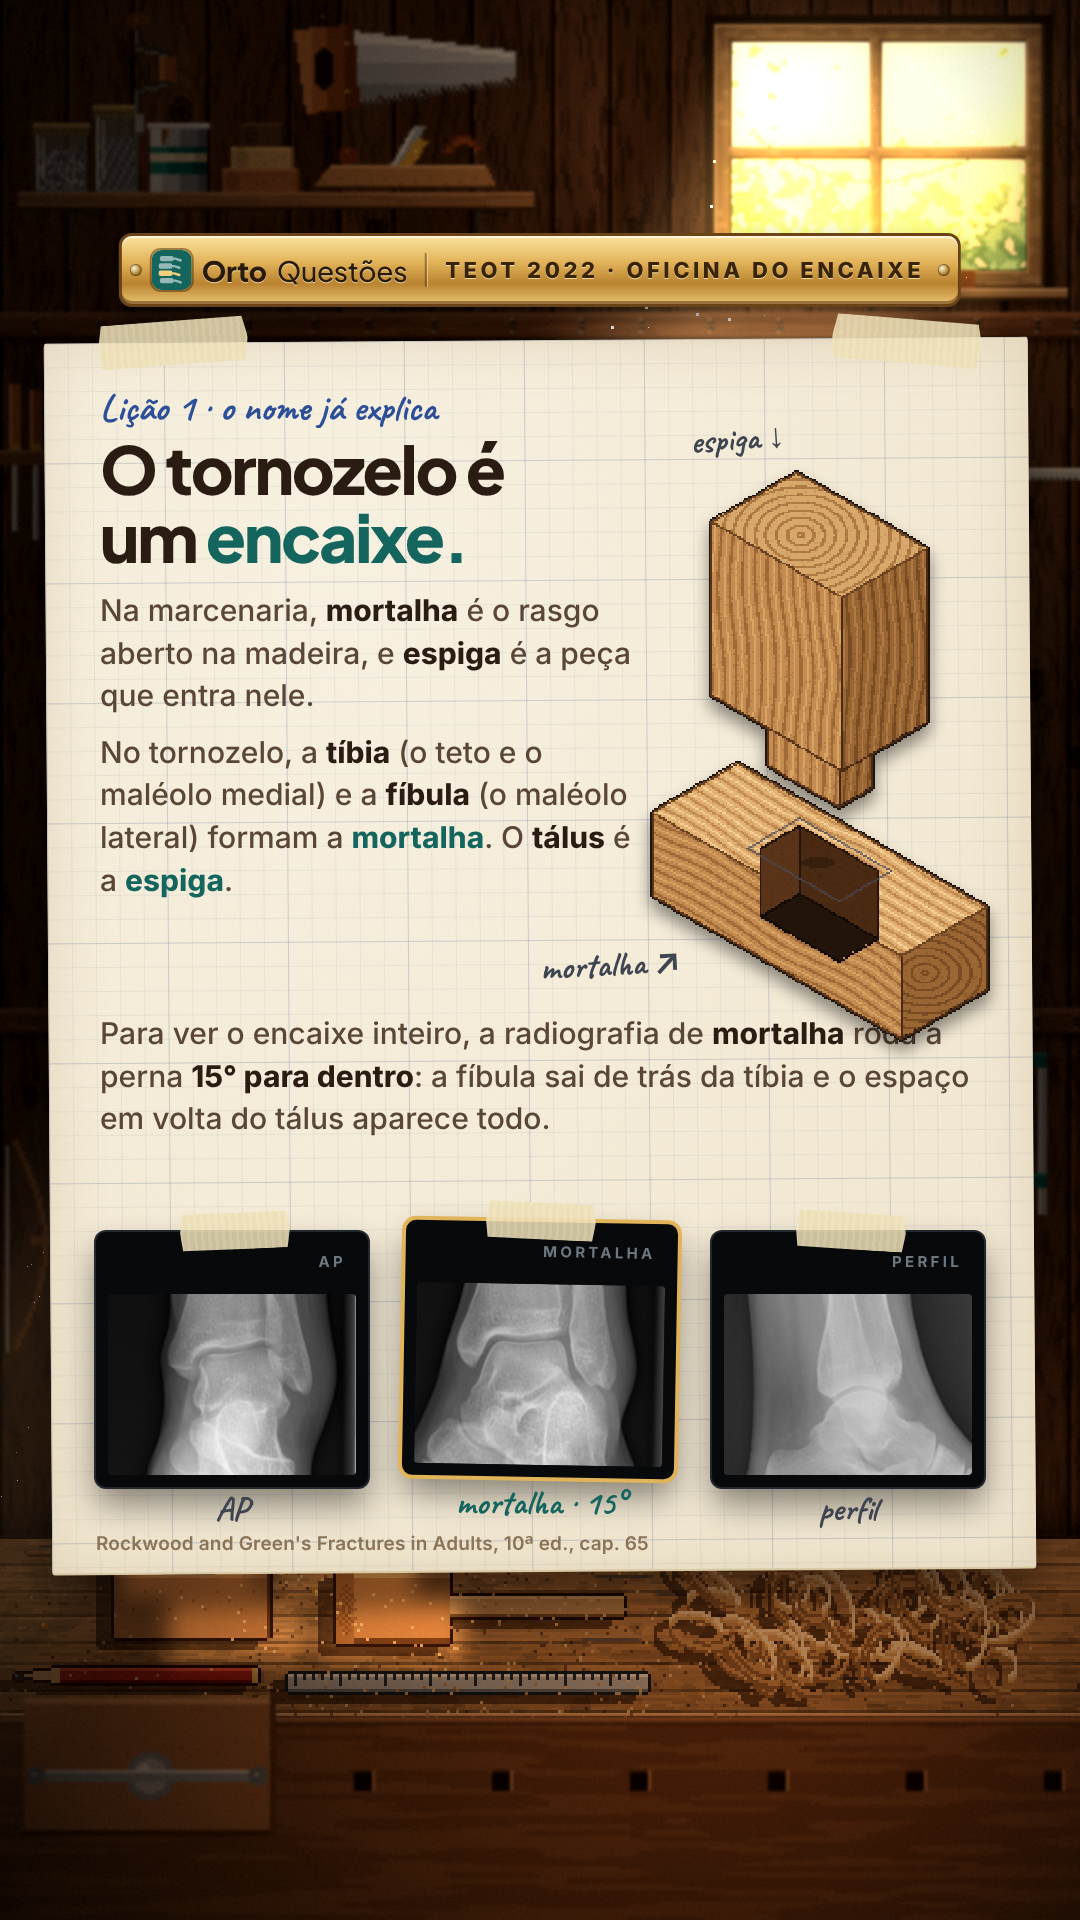 Orto Questões
TEOT 2022 · OFICINA DO ENCAIXE
Lição 1 · o nome já explica
O tornozelo é
um encaixe.
espiga ↓
Na marcenaria, mortalha é o rasgo
aberto na madeira, e espiga é a peça
que entra nele.
No tornozelo, a tíbia (o teto e o
maléolo medial) e a fíbula (o maléolo
lateral) formam a mortalha. O tálus é
a espiga.
mortalha ↗
Para ver o encaixe inteiro, a radiografia de mortalha roda a
perna 15° para dentro: a fíbula sai de trás da tíbia e o espaço
em volta do tálus aparece todo.
AP
MORTALHA
PERFIL
AP
mortalha · 15°
perfil
Rockwood and Green's Fractures in Adults, 10ª ed., cap. 65